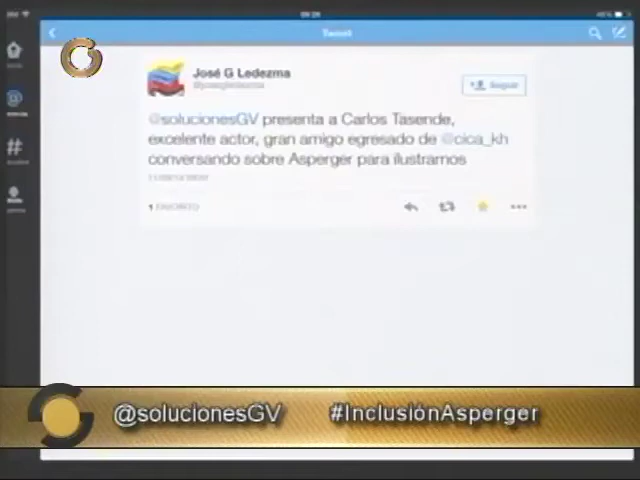 Tweet
José G Ledezma
Seguir
@solucionesGV presenta a Carlos Tasende,
excelente actor, gran amigo egresado de @cica_kh
conversando sobre Asperger para ilustrarnos
1 FAVORITO
@solucionesGV #InclusiónAsperger